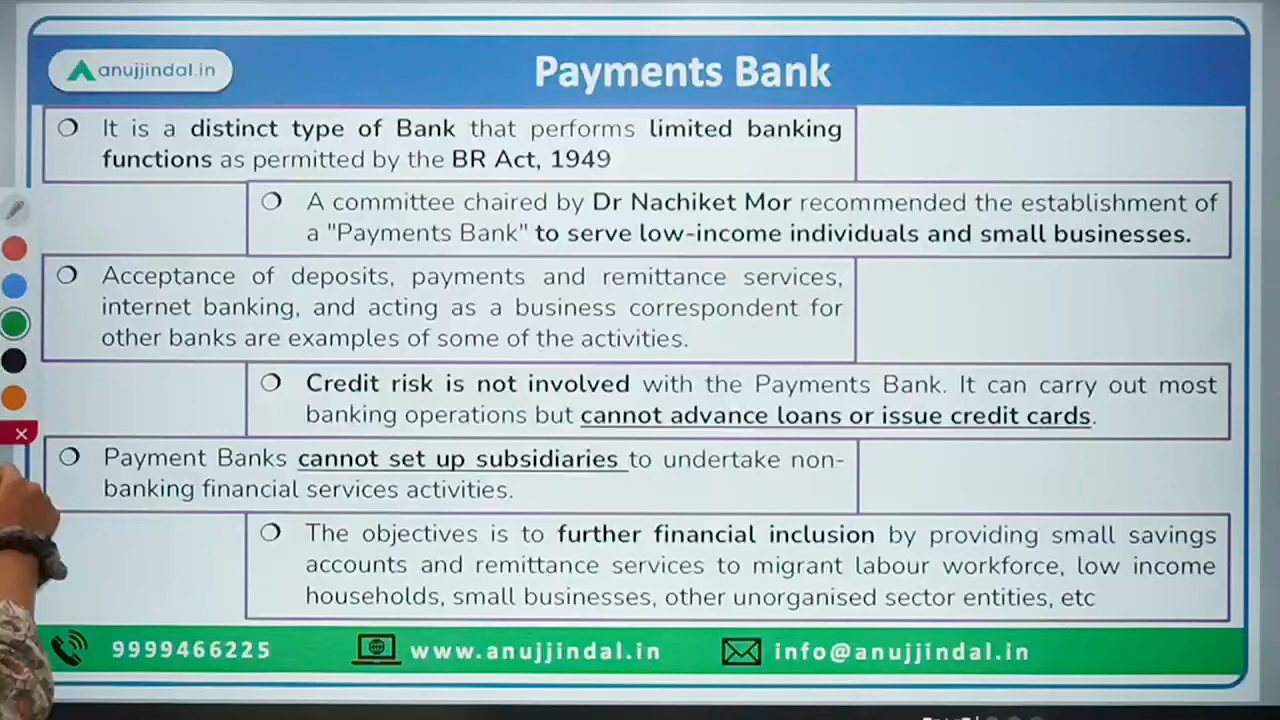 anujjindal.in
Payments Bank
It is a distinct type of Bank that performs limited banking
functions as permitted by the BR Act, 1949
A committee chaired by Dr Nachiket Mor recommended the establishment of
a "Payments Bank" to serve low-income individuals and small businesses.
Acceptance of deposits, payments and remittance services,
internet banking, and acting as a business correspondent for
other banks are examples of some of the activities.
Credit risk is not involved with the Payments Bank. It can carry out most
banking operations but cannot advance loans or issue credit cards.
Payment Banks cannot set up subsidiaries to undertake non-
banking financial services activities.
The objectives is to further financial inclusion by providing small savings
accounts and remittance services to migrant labour workforce, low income
households, small businesses, other unorganised sector entities, etc
9999466225 www.anujjindal.in info@anujjindal.in